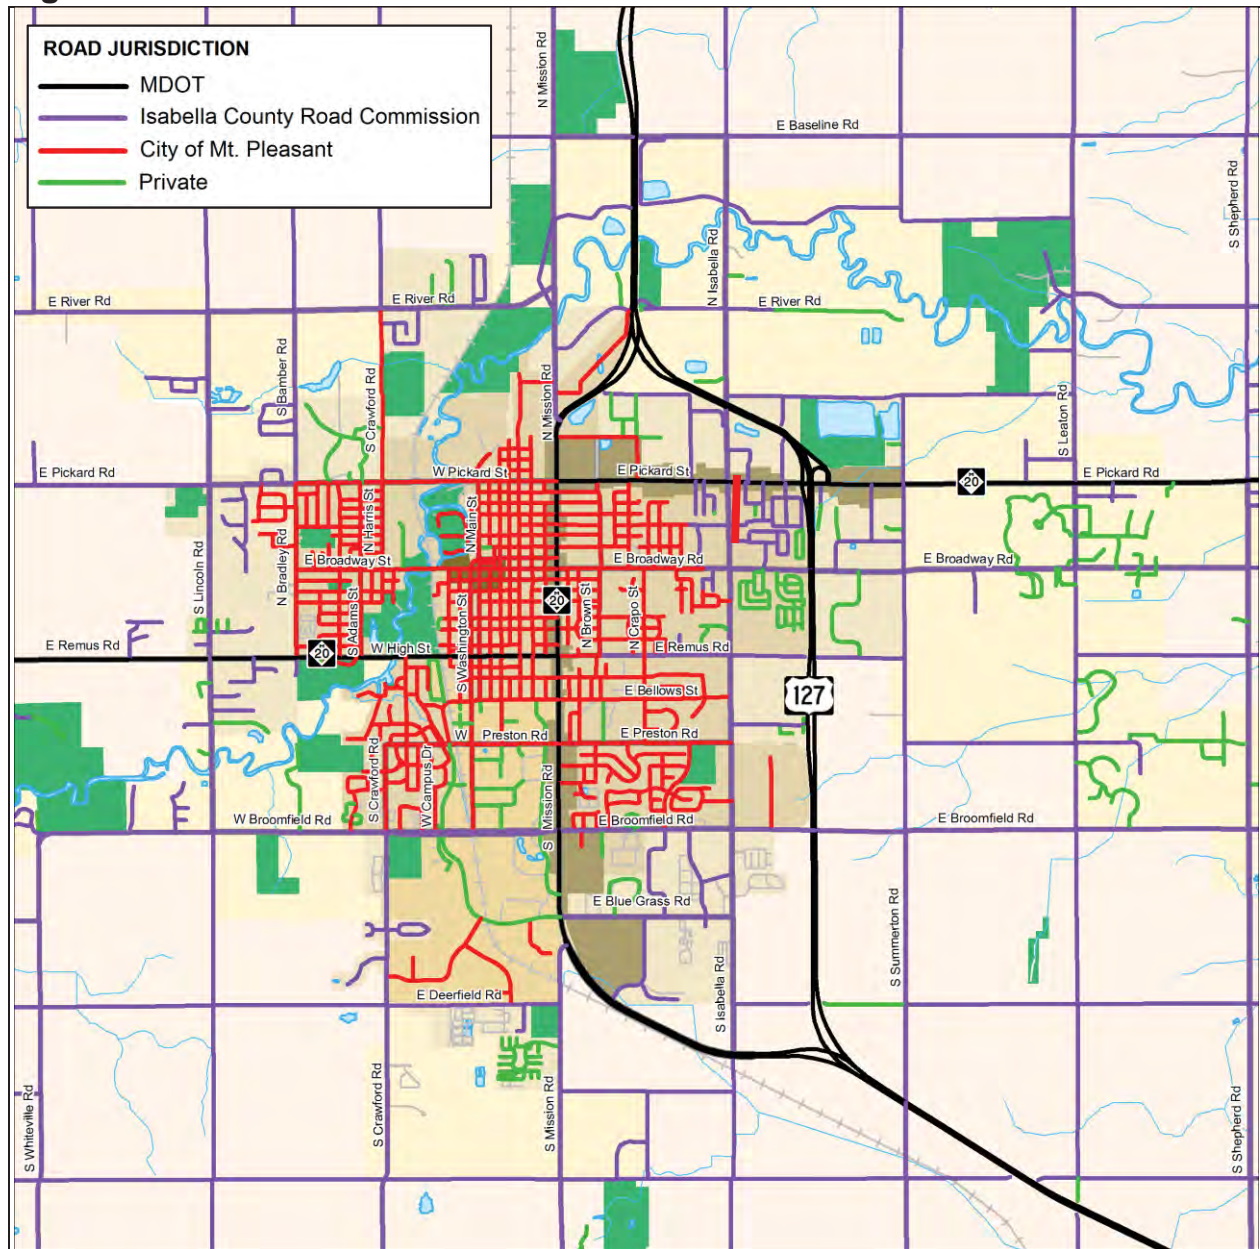 ROAD JURISDICTION
MDOT
Isabella County Road Commission
City of Mt. Pleasant
Private
N Mission Rd
E Baseline Rd
S Shepherd Rd
N Isabella Rd
E River Rd
E River Rd
E River Rd
S Bamber Rd
S Crawford Rd
N Mission Rd
S Leaton Rd
E Pickard Rd
W Pickard St
E Pickard St
20
E Pickard Rd
N Harris St
N Main St
S Lincoln Rd
N Bradley Rd
E Broadway St
E Broadway Rd
E Broadway Rd
S Adams St
S Washington St
20
N Brown St
N Crapo St
E Remus Rd
20
W High St
E Remus Rd
E Bellows St
127
W Preston Rd
E Preston Rd
S Crawford Rd
W Campus Dr
S Mission Rd
W Broomfield Rd
E Broomfield Rd
E Broomfield Rd
E Blue Grass Rd
S Summerton Rd
S Isabella Rd
E Deerfield Rd
S Whiteville Rd
S Crawford Rd
S Mission Rd
S Shepherd Rd